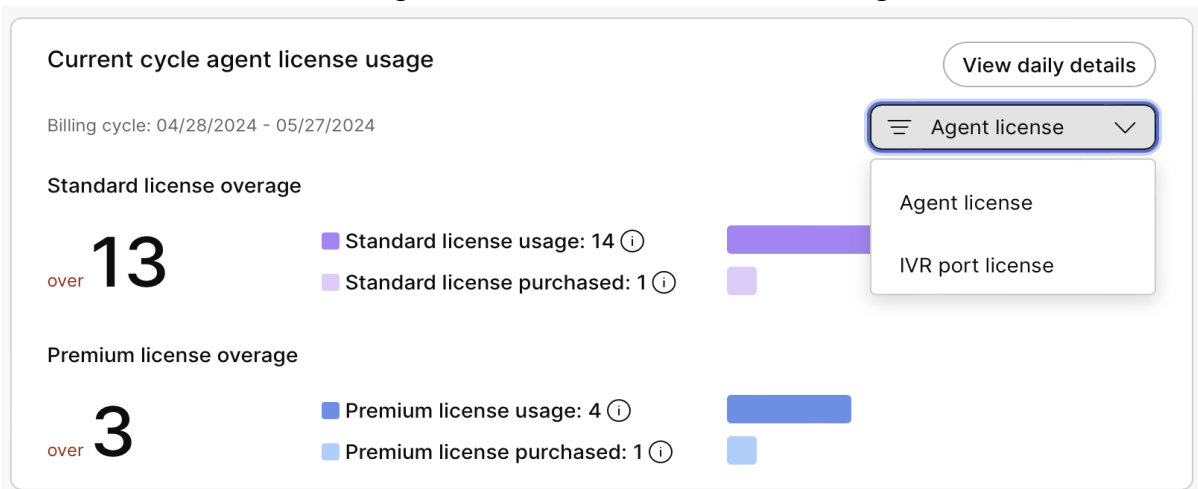 Current cycle agent license usage
View daily details
Billing cycle: 04/28/2024 - 05/27/2024
Agent license
Standard license overage
Agent license
IVR port license
over 13
Standard license usage: 14
Standard license purchased: 1
Premium license overage
over 3
Premium license usage: 4
Premium license purchased: 1